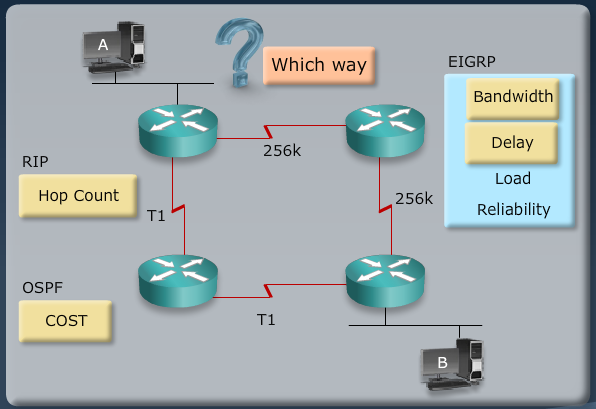 A
Which way
EIGRP
Bandwidth
Delay
Load
Reliability
256k
RIP
Hop Count
256k
T1
OSPF
COST
T1
B